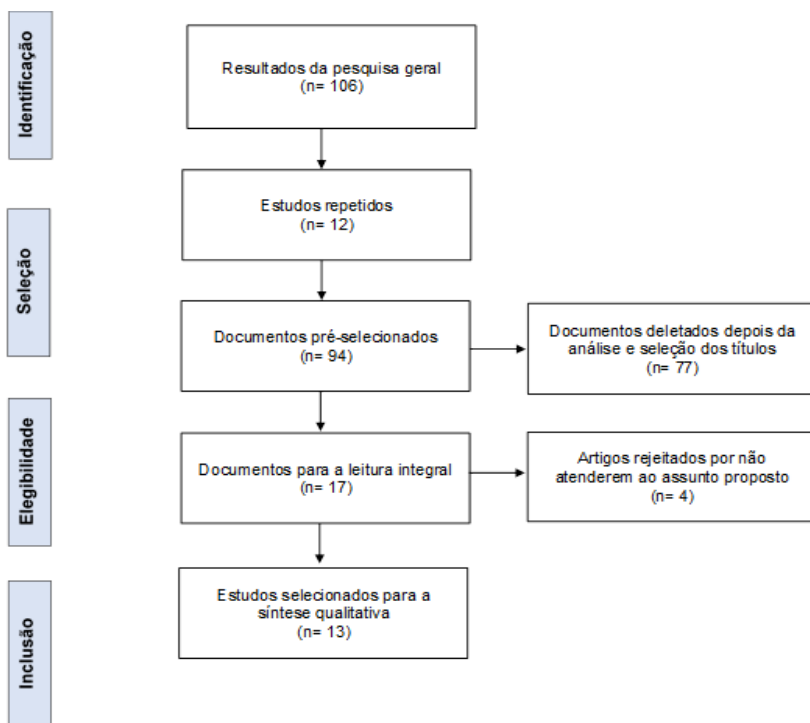 Identificação
Resultados da pesquisa geral
(n= 106)
Seleção
Estudos repetidos
(n= 12)
Documentos pré-selecionados
(n= 94)
Documentos deletados depois da
análise e seleção dos títulos
(n= 77)
Elegibilidade
Documentos para a leitura integral
(n= 17)
Artigos rejeitados por não
atenderem ao assunto proposto
(n= 4)
Inclusão
Estudos selecionados para a
síntese qualitativa
(n= 13)